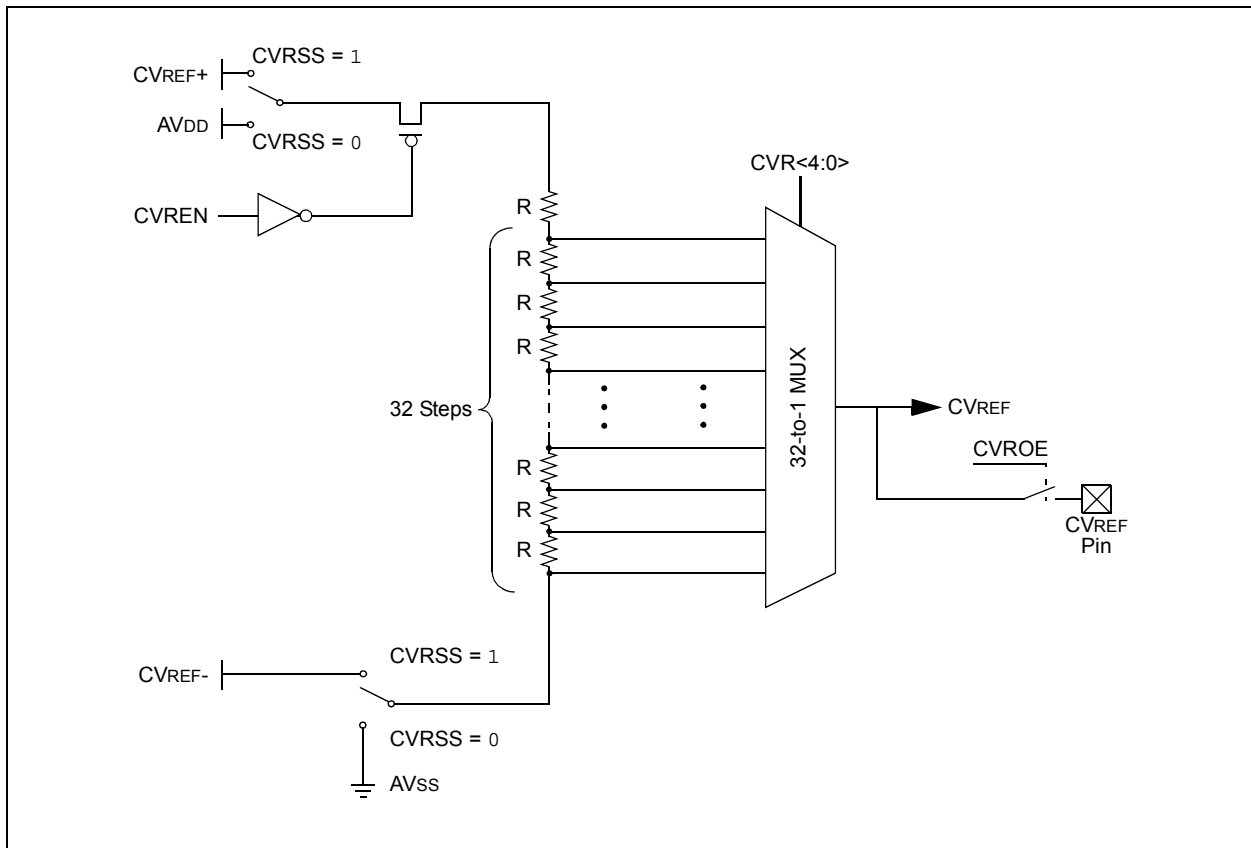 CVRSS = 1
CVREF+
AVDD
CVRSS = 0
CVREN
CVR<4:0>
R
R
R
R
32 Steps
32-to-1 MUX
CVREF
CVROE
R
R
R
CVREF
Pin
CVRSS = 1
CVREF-
CVRSS = 0
AVSS